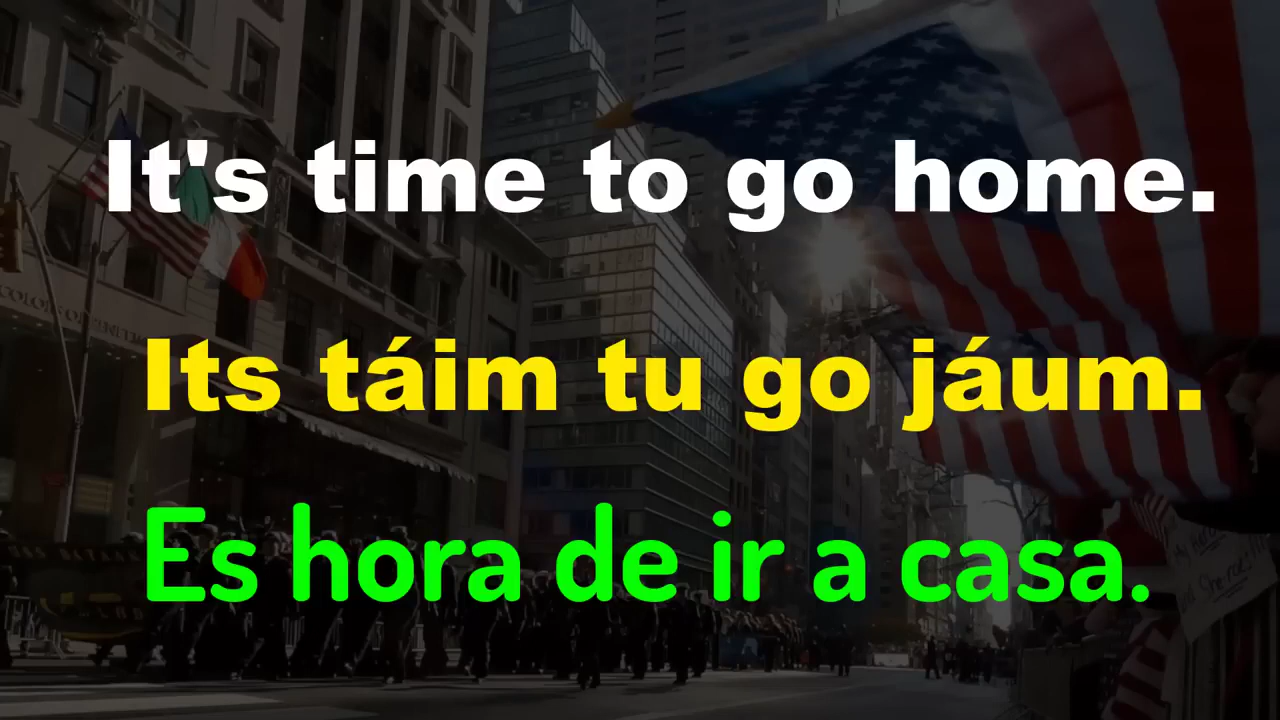 It's time to go home.
Its táim tu go jáum.
Es hora de ir a casa.